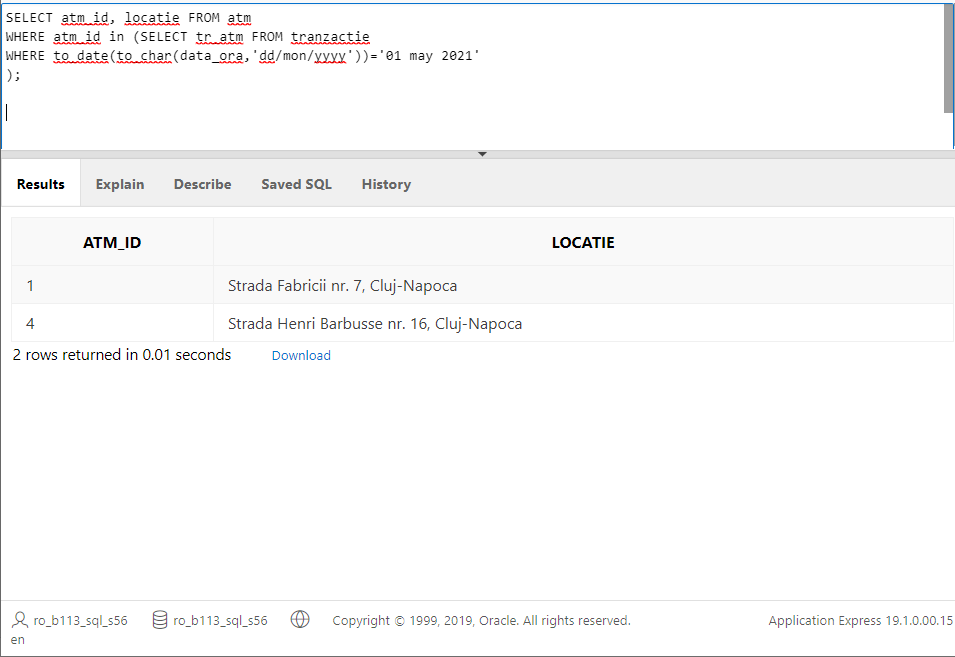 SELECT atm_id, locatie FROM atm
WHERE atm_id in (SELECT tr_atm FROM tranzactie
WHERE to_date(to_char(data_ora,'dd/mon/yyyy'))='01 may 2021'
);
Results Explain Describe Saved SQL History
ATM_ID LOCATIE
1 Strada Fabricii nr. 7, Cluj-Napoca
4 Strada Henri Barbusse nr. 16, Cluj-Napoca
2 rows returned in 0.01 seconds Download
ro_b113_sql_s56 ro_b113_sql_s56 Copyright © 1999, 2019, Oracle. All rights reserved. Application Express 19.1.0.00.15
en